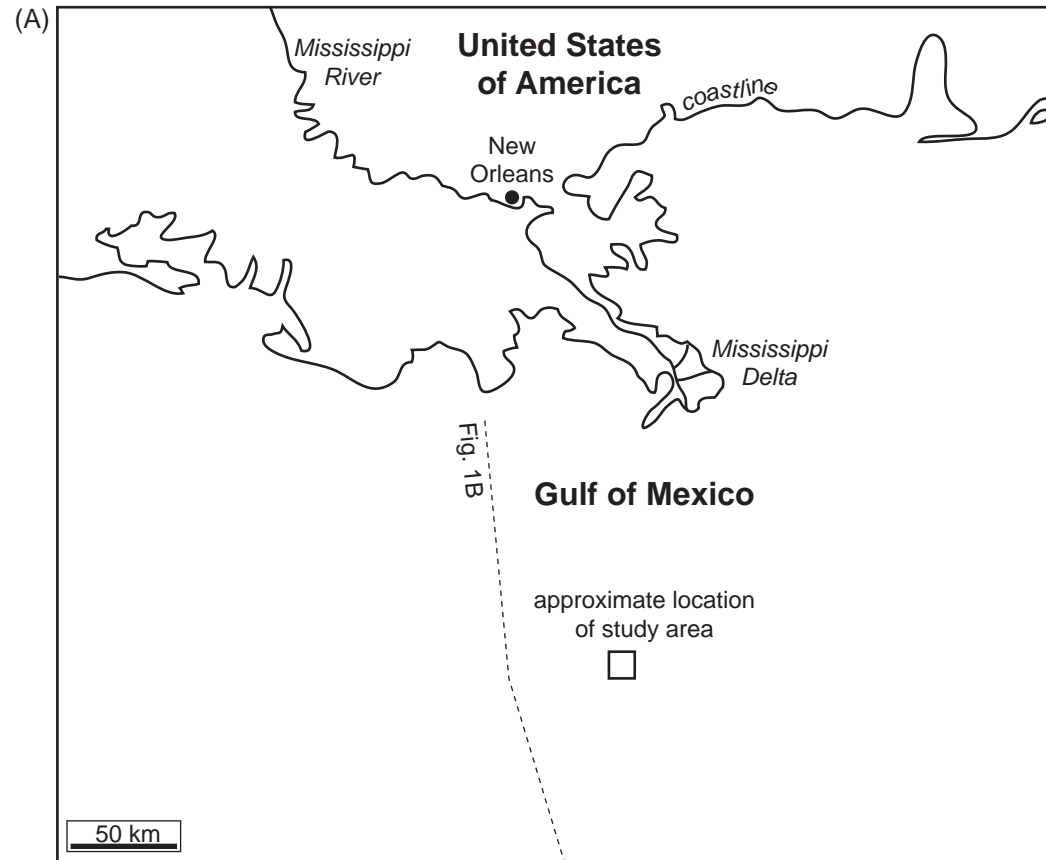 (A)
Mississippi
River
United States
of America
coastline
New
Orleans
Mississippi
Delta
Fig. 1B
Gulf of Mexico
approximate location
of study area
50 km